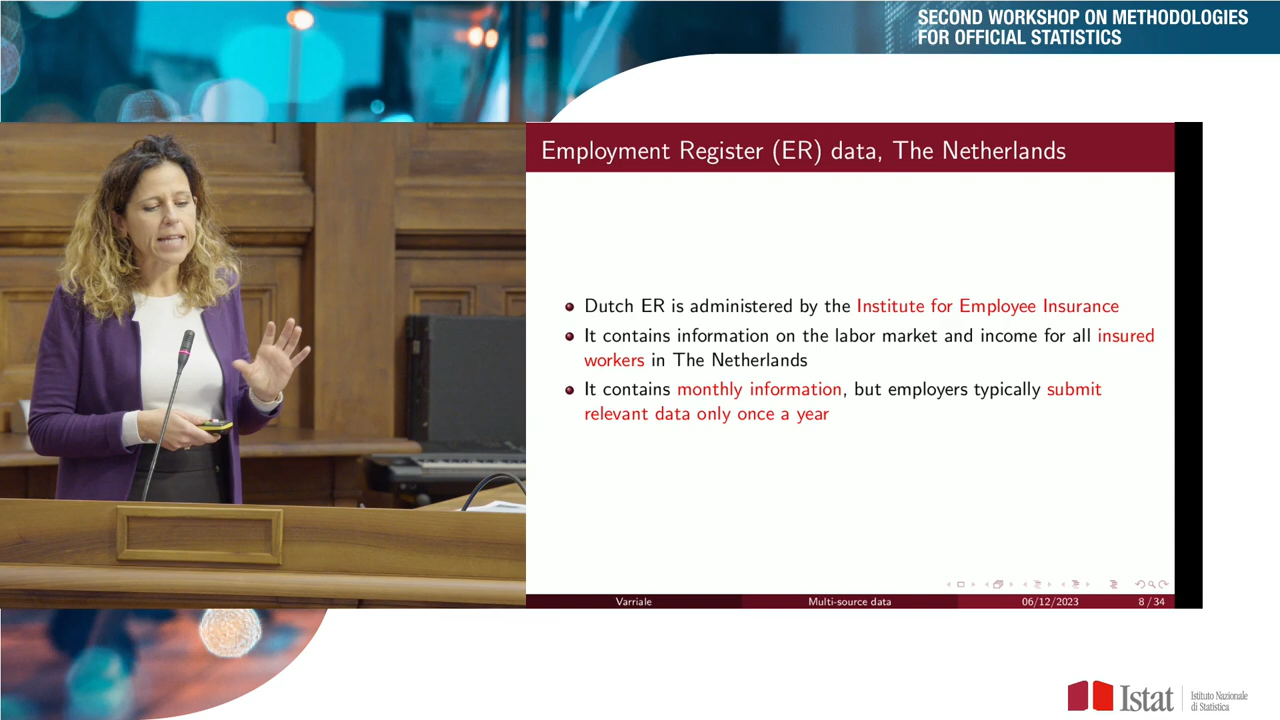 SECOND WORKSHOP ON METHODOLOGIES
FOR OFFICIAL STATISTICS
Employment Register (ER) data, The Netherlands
Dutch ER is administered by the Institute for Employee Insurance
It contains information on the labor market and income for all insured
workers in The Netherlands
It contains monthly information, but employers typically submit
relevant data only once a year
Varriale
Multi-source data
06/12/2023
8 / 34
Istat
Istituto Nazionale
di Statistica